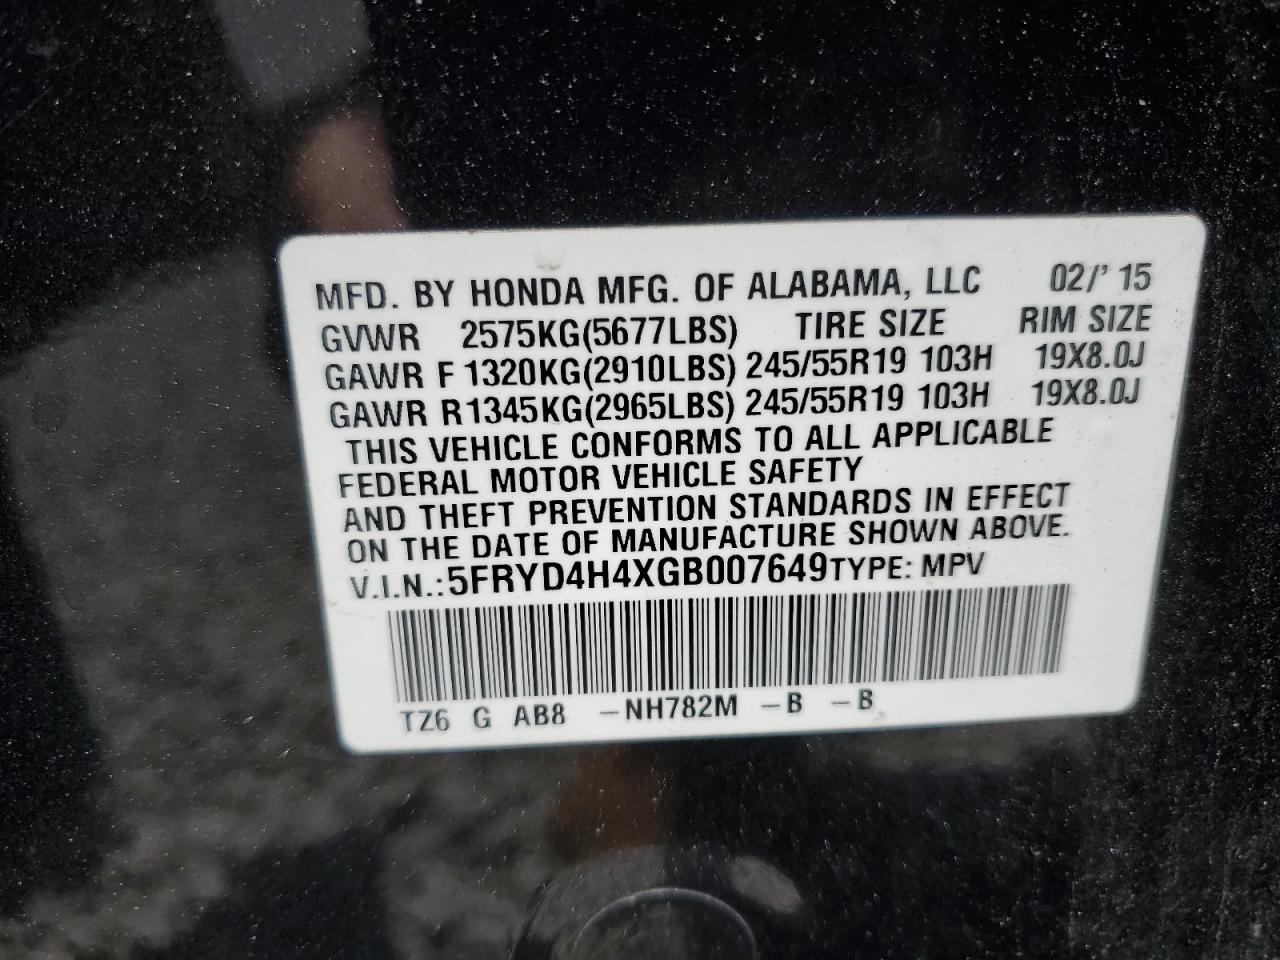 MFD. BY HONDA MFG. OF ALABAMA, LLC 02/'15
GVWR 2575KG(5677LBS) TIRE SIZE RIM SIZE
GAWR F 1320KG(2910LBS) 245/55R19 103H 19X8.0J
GAWR R1345KG(2965LBS) 245/55R19 103H 19X8.0J
THIS VEHICLE CONFORMS TO ALL APPLICABLE
FEDERAL MOTOR VEHICLE SAFETY
AND THEFT PREVENTION STANDARDS IN EFFECT
ON THE DATE OF MANUFACTURE SHOWN ABOVE.
V.I.N.:5FRYD4H4XGB007649TYPE: MPV
TZ6 G AB8 -NH782M -B -B